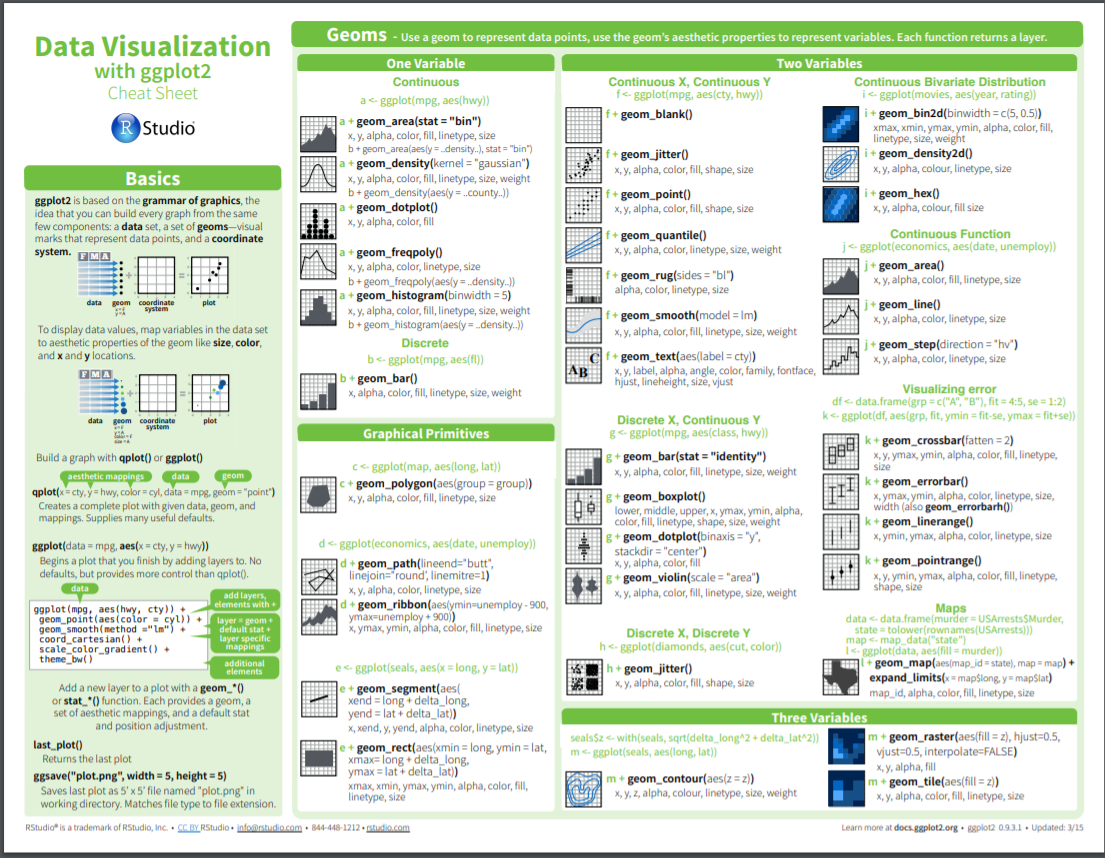 Data Visualization
with ggplot2
Cheat Sheet
R Studio
Basics
ggplot2 is based on the grammar of graphics, the
idea that you can build every graph from the same
few components: a data set, a set of geoms—visual
marks that represent data points, and a coordinate
system.
F M A
+
=
data geom coordinate plot
system
To display data values, map variables in the data set
to aesthetic properties of the geom like size, color,
and x and y locations.
F M A
+
=
data geom coordinate plot
system
Build a graph with qplot() or ggplot()
aesthetic mappings data geom
qplot(x = cty, y = hwy, color = cyl, data = mpg, geom = "point")
Creates a complete plot with given data, geom, and
mappings. Supplies many useful defaults.
ggplot(data = mpg, aes(x = cty, y = hwy))
Begins a plot that you finish by adding layers to. No
defaults, but provides more control than qplot().
data
ggplot(mpg, aes(hwy, cty)) +
geom_point(aes(color = cyl)) +
geom_smooth(method ="lm") +
coord_cartesian() +
scale_color_gradient() +
theme_bw()
add layers,
elements with +
layer = geom +
default stat +
layer specific
mappings
additional
elements
Add a new layer to a plot with a geom_*()
or stat_*() function. Each provides a geom, a
set of aesthetic mappings, and a default stat
and position adjustment.
last_plot()
Returns the last plot
ggsave("plot.png", width = 5, height = 5)
Saves last plot as 5' x 5' file named "plot.png" in
working directory. Matches file type to file extension.
Geoms - Use a geom to represent data points, use the geom's aesthetic properties to represent variables. Each function returns a layer.
One Variable
Continuous
a <- ggplot(mpg, aes(hwy))
a + geom_area(stat = "bin")
x, y, alpha, color, fill, linetype, size
b + geom_area(aes(y = ..density..), stat = "bin")
a + geom_density(kernel = "gaussian")
x, y, alpha, color, fill, linetype, size, weight
b + geom_density(aes(y = ..county..))
a + geom_dotplot()
x, y, alpha, color, fill
a + geom_freqpoly()
x, y, alpha, color, linetype, size
b + geom_freqpoly(aes(y = ..density..))
a + geom_histogram(binwidth = 5)
x, y, alpha, color, fill, linetype, size, weight
b + geom_histogram(aes(y = ..density..))
Discrete
b <- ggplot(mpg, aes(fl))
b + geom_bar()
x, alpha, color, fill, linetype, size, weight
Graphical Primitives
c <- ggplot(map, aes(long, lat))
c + geom_polygon(aes(group = group))
x, y, alpha, color, fill, linetype, size
d <- ggplot(economics, aes(date, unemploy))
d + geom_path(lineend="butt",
linejoin="round', linemitre=1)
x, y, alpha, color, linetype, size
d + geom_ribbon(aes(ymin=unemploy - 900,
ymax=unemploy + 900))
x, ymax, ymin, alpha, color, fill, linetype, size
e <- ggplot(seals, aes(x = long, y = lat))
e + geom_segment(aes(
xend = long + delta_long,
yend = lat + delta_lat))
x, xend, y, yend, alpha, color, linetype, size
e + geom_rect(aes(xmin = long, ymin = lat,
xmax= long + delta_long,
ymax = lat + delta_lat))
xmax, xmin, ymax, ymin, alpha, color, fill,
linetype, size
Two Variables
Continuous X, Continuous Y
f <- ggplot(mpg, aes(cty, hwy))
f + geom_blank()
f + geom_jitter()
x, y, alpha, color, fill, shape, size
f + geom_point()
x, y, alpha, color, fill, shape, size
f + geom_quantile()
x, y, alpha, color, linetype, size, weight
f + geom_rug(sides = "bl")
alpha, color, linetype, size
f + geom_smooth(model = lm)
x, y, alpha, color, fill, linetype, size, weight
C
AB
f + geom_text(aes(label = cty))
x, y, label, alpha, angle, color, family, fontface,
hjust, lineheight, size, vjust
Discrete X, Continuous Y
g <- ggplot(mpg, aes(class, hwy))
g + geom_bar(stat = "identity")
x, y, alpha, color, fill, linetype, size, weight
g + geom_boxplot()
lower, middle, upper, x, ymax, ymin, alpha,
color, fill, linetype, shape, size, weight
g + geom_dotplot(binaxis = "y",
stackdir = "center")
x, y, alpha, color, fill
g + geom_violin(scale = "area")
x, y, alpha, color, fill, linetype, size, weight
Discrete X, Discrete Y
h <- ggplot(diamonds, aes(cut, color))
h + geom_jitter()
x, y, alpha, color, fill, shape, size
Continuous Bivariate Distribution
i <- ggplot(movies, aes(year, rating))
i + geom_bin2d(binwidth = c(5, 0.5))
xmax, xmin, ymax, ymin, alpha, color, fill,
linetype, size, weight
i + geom_density2d()
x, y, alpha, colour, linetype, size
i + geom_hex()
x, y, alpha, colour, fill size
Continuous Function
j <- ggplot(economics, aes(date, unemploy))
j + geom_area()
x, y, alpha, color, fill, linetype, size
j + geom_line()
x, y, alpha, color, linetype, size
j + geom_step(direction = "hv")
x, y, alpha, color, linetype, size
Visualizing error
df <- data.frame(grp = c("A", "B"), fit = 4:5, se = 1:2)
k <- ggplot(df, aes(grp, fit, ymin = fit-se, ymax = fit+se))
k + geom_crossbar(fatten = 2)
x, y, ymax, ymin, alpha, color, fill, linetype,
size
k + geom_errorbar()
x, ymax, ymin, alpha, color, linetype, size,
width (also geom_errorbarh())
k + geom_linerange()
x, ymin, ymax, alpha, color, linetype, size
k + geom_pointrange()
x, y, ymin, ymax, alpha, color, fill, linetype,
shape, size
Maps
data <- data.frame(murder = USArrests$Murder,
state = tolower(rownames(USArrests)))
map <- map_data("state")
l <- ggplot(data, aes(fill = murder))
l + geom_map(aes(map_id = state), map = map) +
expand_limits(x = map$long, y = map$lat)
map_id, alpha, color, fill, linetype, size
Three Variables
seals$z <- with(seals, sqrt(delta_long^2 + delta_lat^2))
m <- ggplot(seals, aes(long, lat))
m + geom_contour(aes(z = z))
x, y, z, alpha, colour, linetype, size, weight
m + geom_raster(aes(fill = z), hjust=0.5,
vjust=0.5, interpolate=FALSE)
x, y, alpha, fill
m + geom_tile(aes(fill = z))
x, y, alpha, color, fill, linetype, size
RStudio® is a trademark of RStudio, Inc. • CC BY RStudio • info@rstudio.com • 844-448-1212 • rstudio.com
Learn more at docs.ggplot2.org • ggplot2 0.9.3.1 • Updated: 3/15